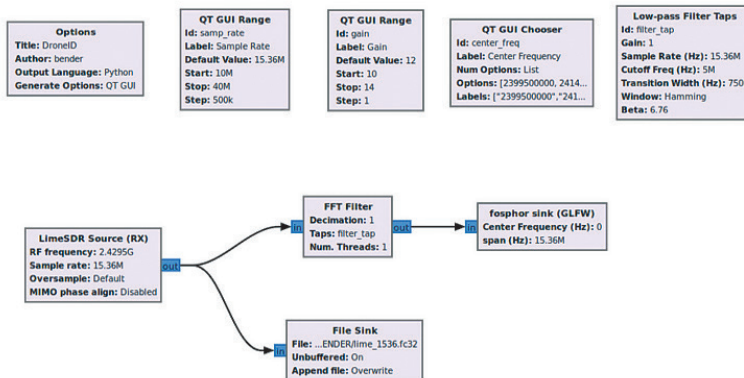 Options
Title: DroneID
Author: bender
Output Language: Python
Generate Options: QT GUI
QT GUI Range
Id: samp_rate
Label: Sample Rate
Default Value: 15.36M
Start: 10M
Stop: 40M
Step: 500k
QT GUI Range
Id: gain
Label: Gain
Default Value: 12
Start: 10
Stop: 14
Step: 1
QT GUI Chooser
Id: center_freq
Label: Center Frequency
Num Options: List
Options: [2399500000, 2414...
Labels: ["2399500000","241...
Low-pass Filter Taps
Id: filter_tap
Gain: 1
Sample Rate (Hz): 15.36M
Cutoff Freq (Hz): 5M
Transition Width (Hz): 750
Window: Hamming
Beta: 6.76
LimeSDR Source (RX)
RF frequency: 2.4295G
Sample rate: 15.36M
Oversample: Default
MIMO phase align: Disabled
out
in
FFT Filter
Decimation: 1
Taps: filter_tap
Num. Threads: 1
out
in
fosphor sink (GLFW)
Center Frequency (Hz): 0
span (Hz): 15.36M
in
File Sink
File: ...ENDER/lime_1536.fc32
Unbuffered: On
Append file: Overwrite